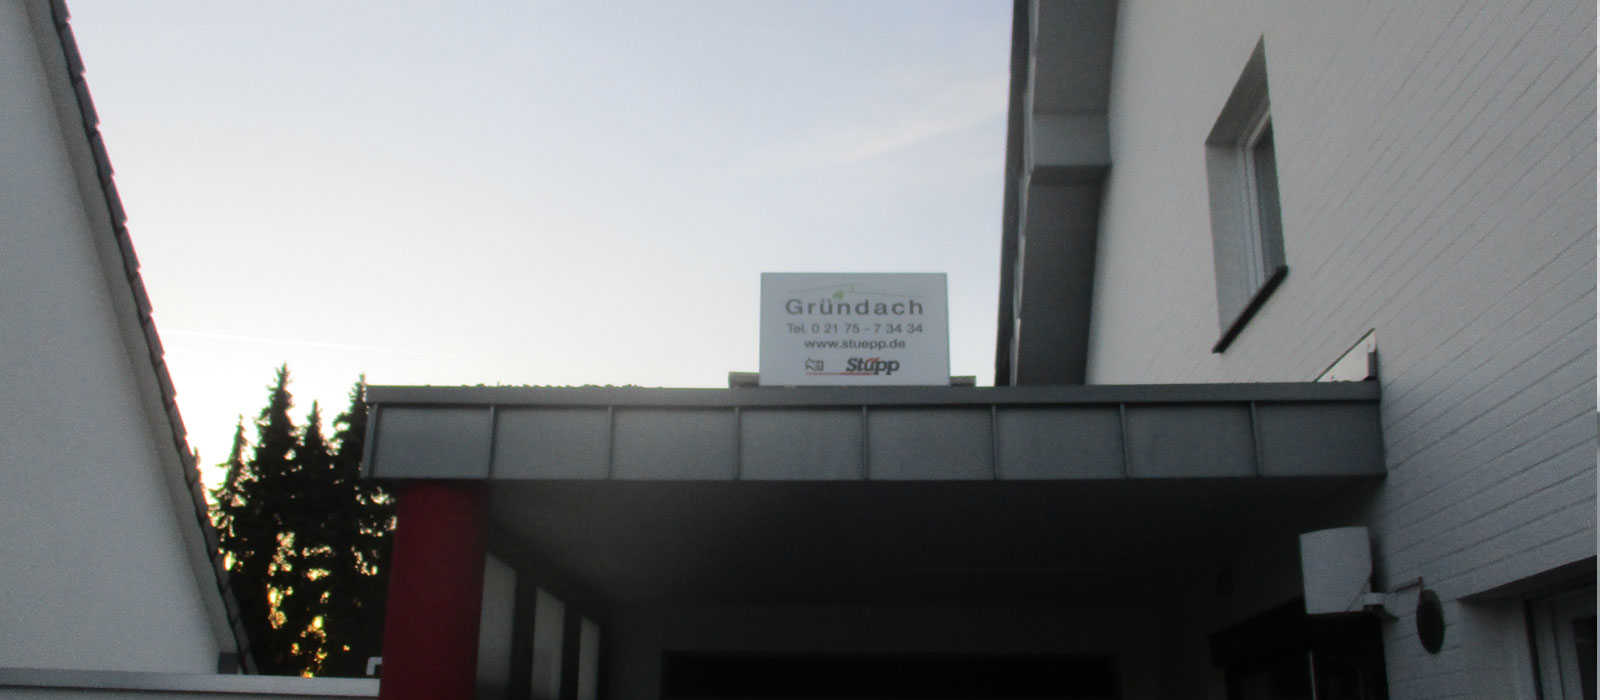 Gründach
Tel. 0 21 75 - 7 34 34
www.stuepp.de
Stüpp